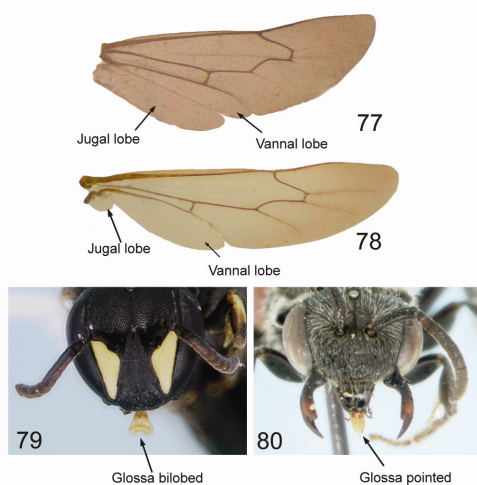 77
Jugal lobe
Vannal lobe
78
Jugal lobe
Vannal lobe
79
80
Glossa bilobed
Glossa pointed